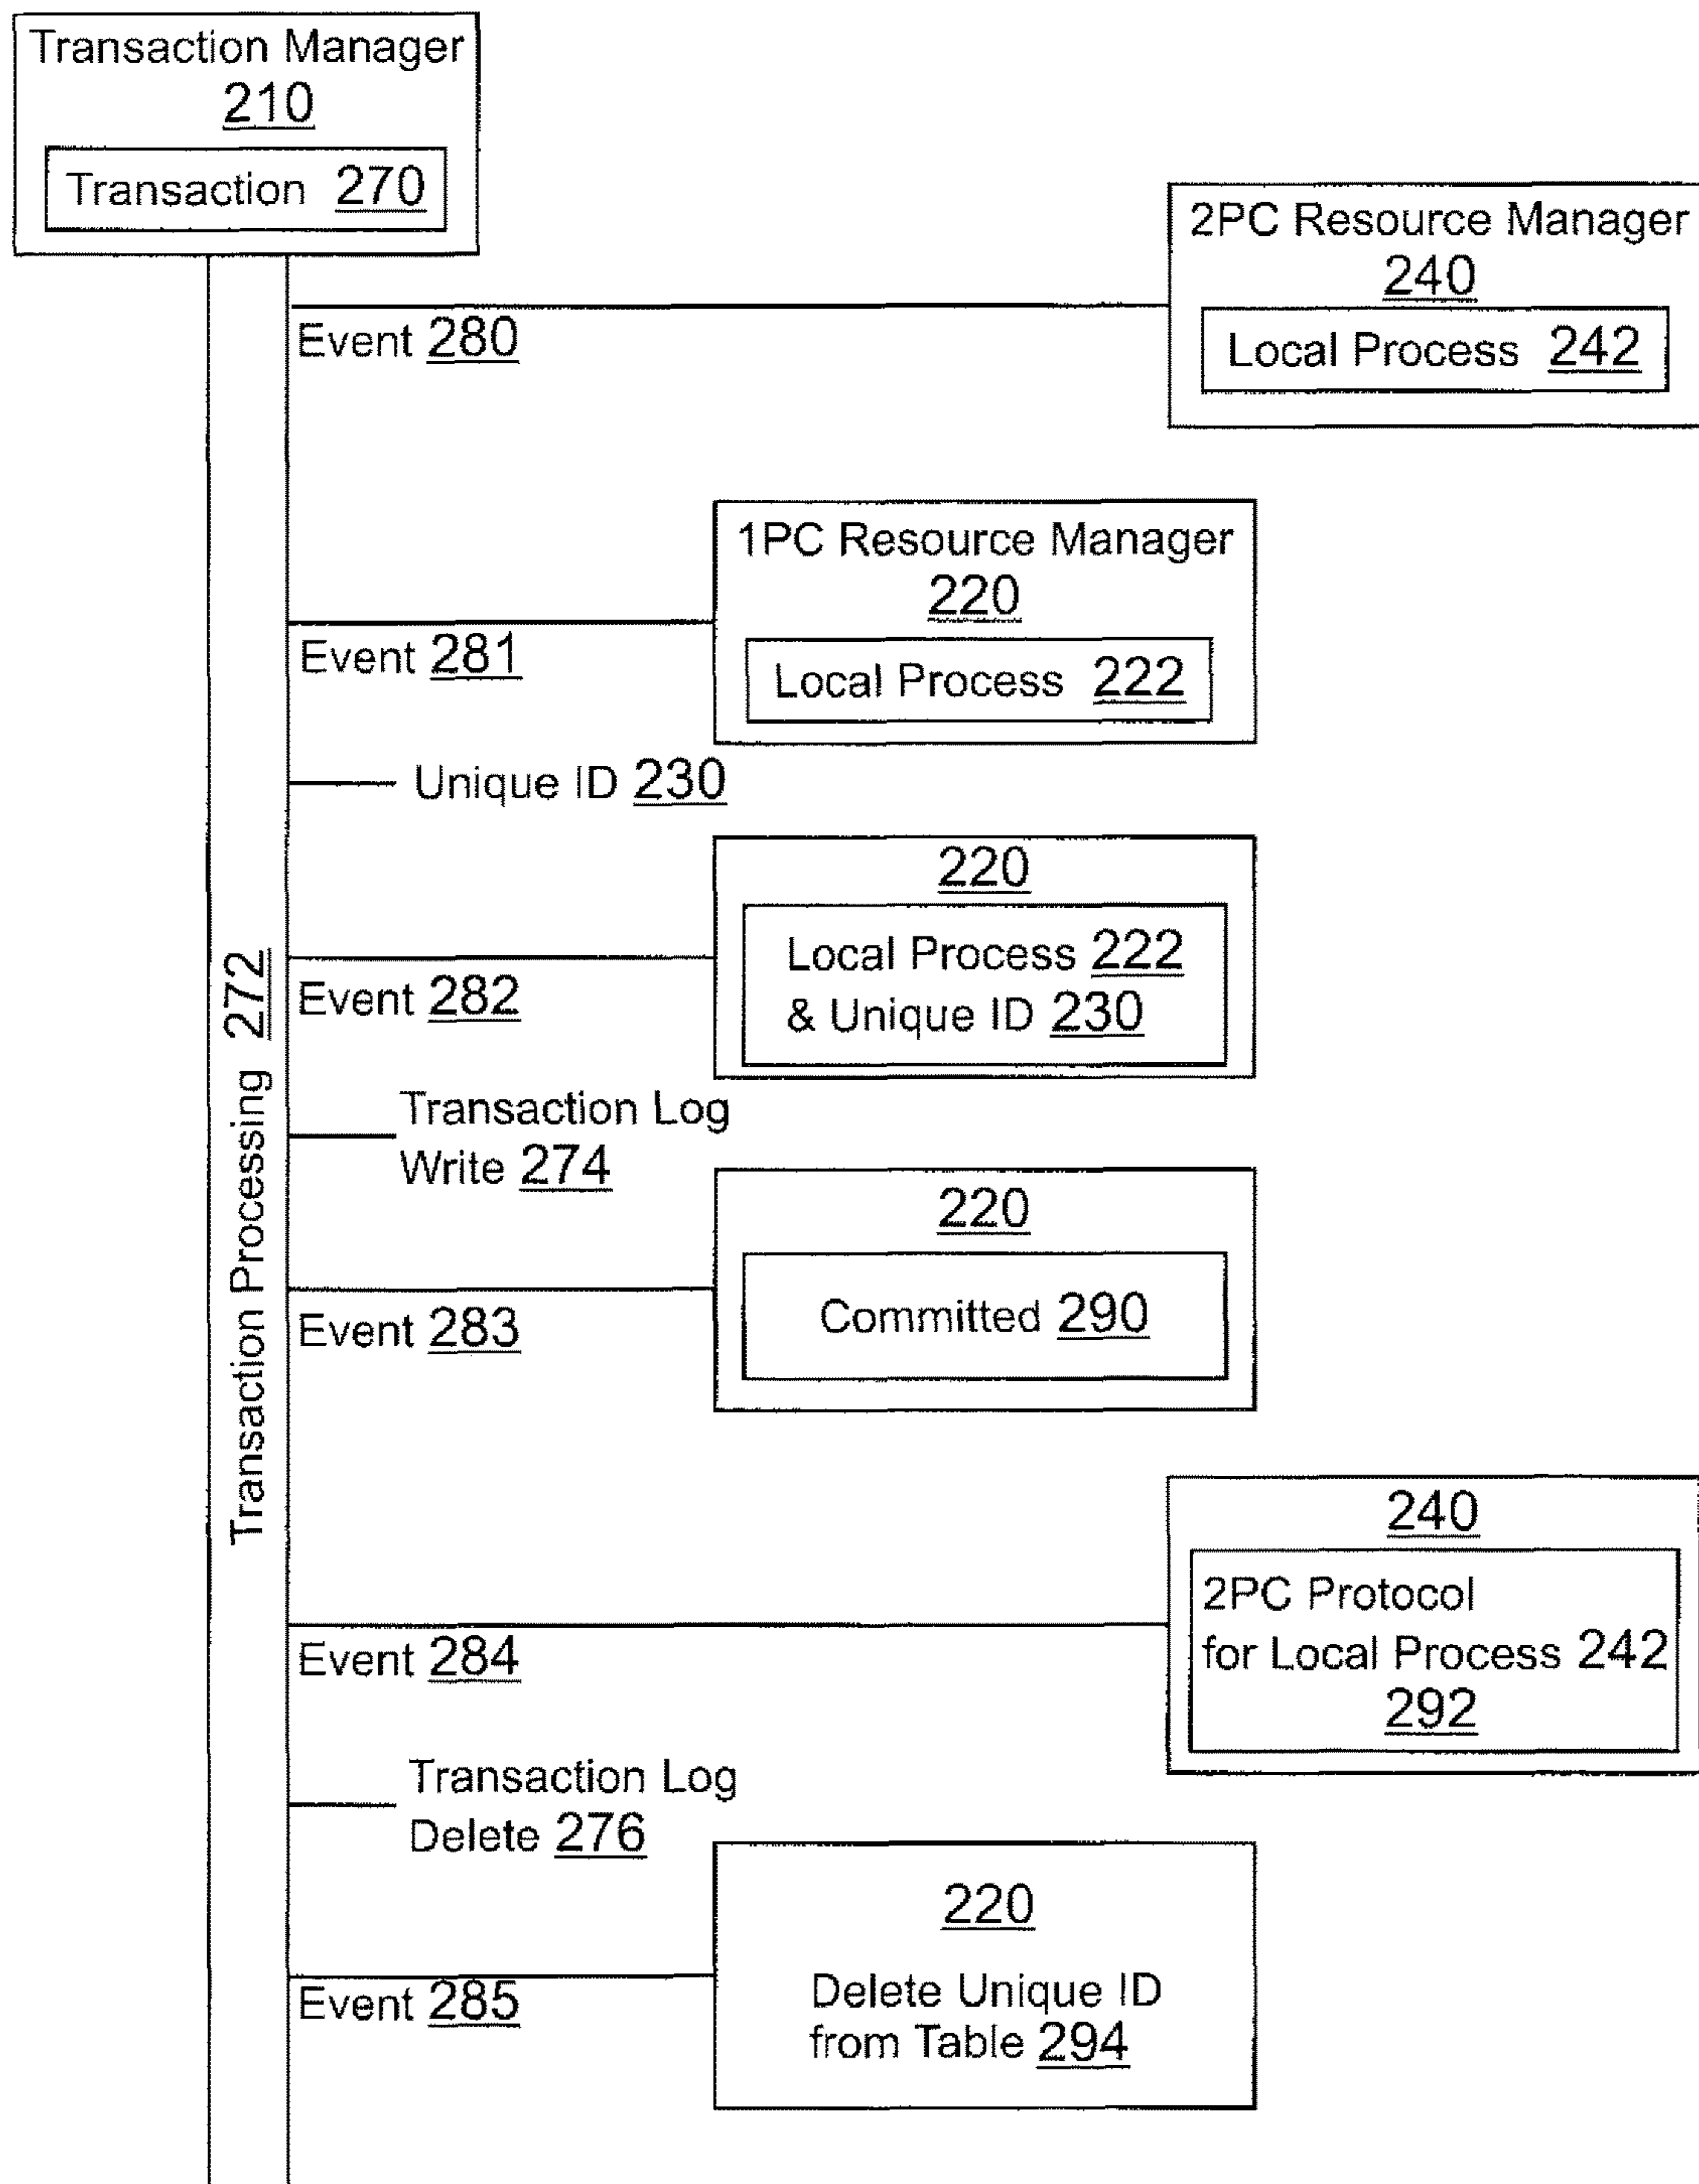 Transaction Manager
210
Transaction 270
2PC Resource Manager
240
Local Process 242
Event 280
1PC Resource Manager
220
Local Process 222
Event 281
Unique ID 230
220
Local Process 222
& Unique ID 230
Event 282
Transaction Processing 272
Transaction Log
Write 274
220
Committed 290
Event 283
240
2PC Protocol
for Local Process 242
292
Event 284
Transaction Log
Delete 276
220
Delete Unique ID
from Table 294
Event 285